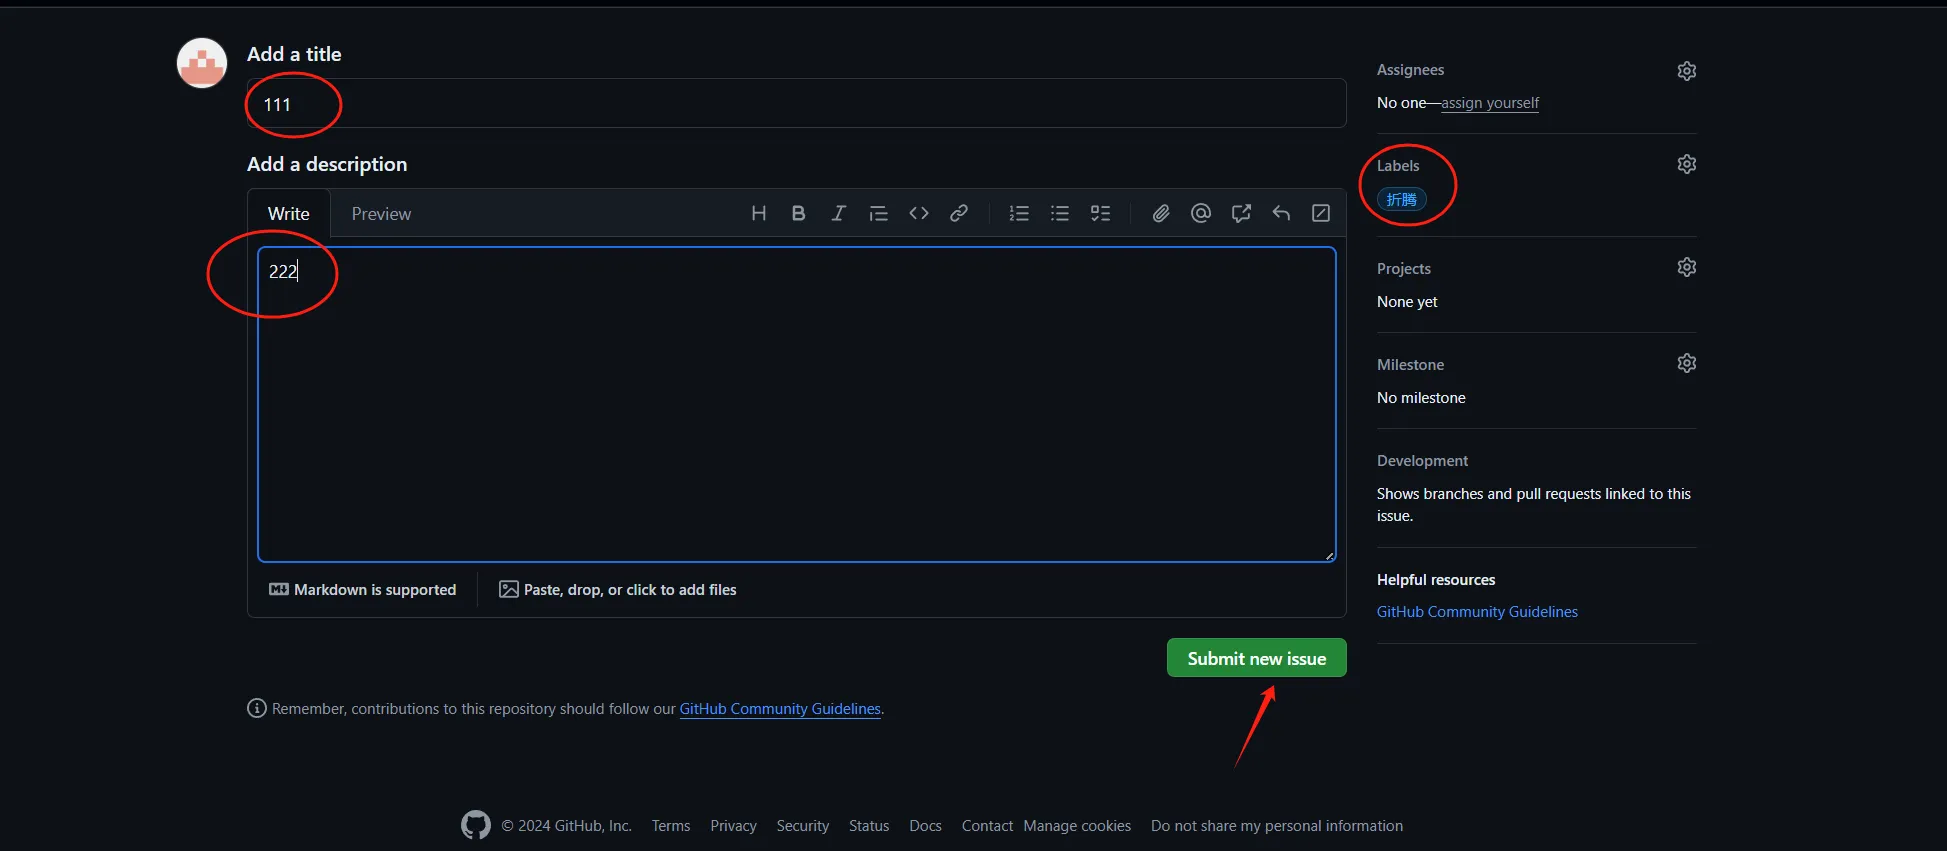 Add a title
111
Add a description
Write Preview
222
Markdown is supported
Paste, drop, or click to add files
Submit new issue
Remember, contributions to this repository should follow our GitHub Community Guidelines.
Assignees
No one—assign yourself
Labels
折腾
Projects
None yet
Milestone
No milestone
Development
Shows branches and pull requests linked to this
issue.
Helpful resources
GitHub Community Guidelines
© 2024 GitHub, Inc. Terms Privacy Security Status Docs Contact Manage cookies Do not share my personal information